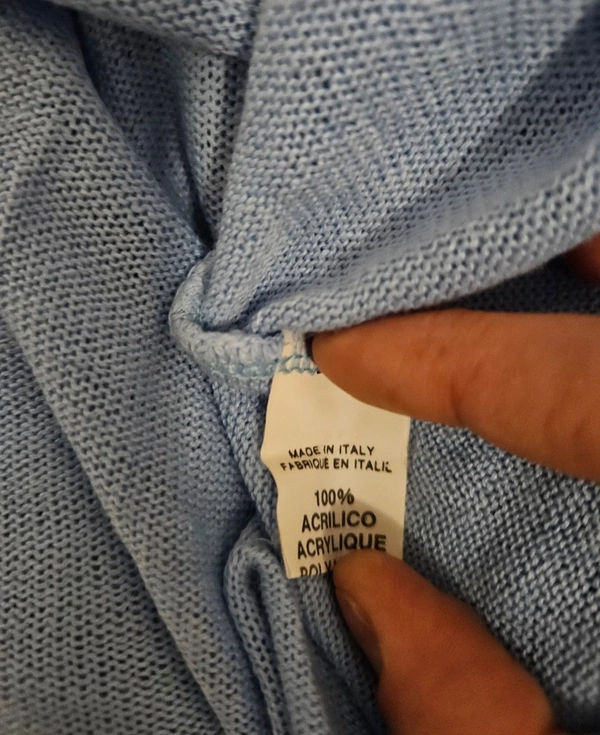 MADE IN ITALY
FABRIQUÉ EN ITALIE
100%
ACRILICO
ACRYLIQUE